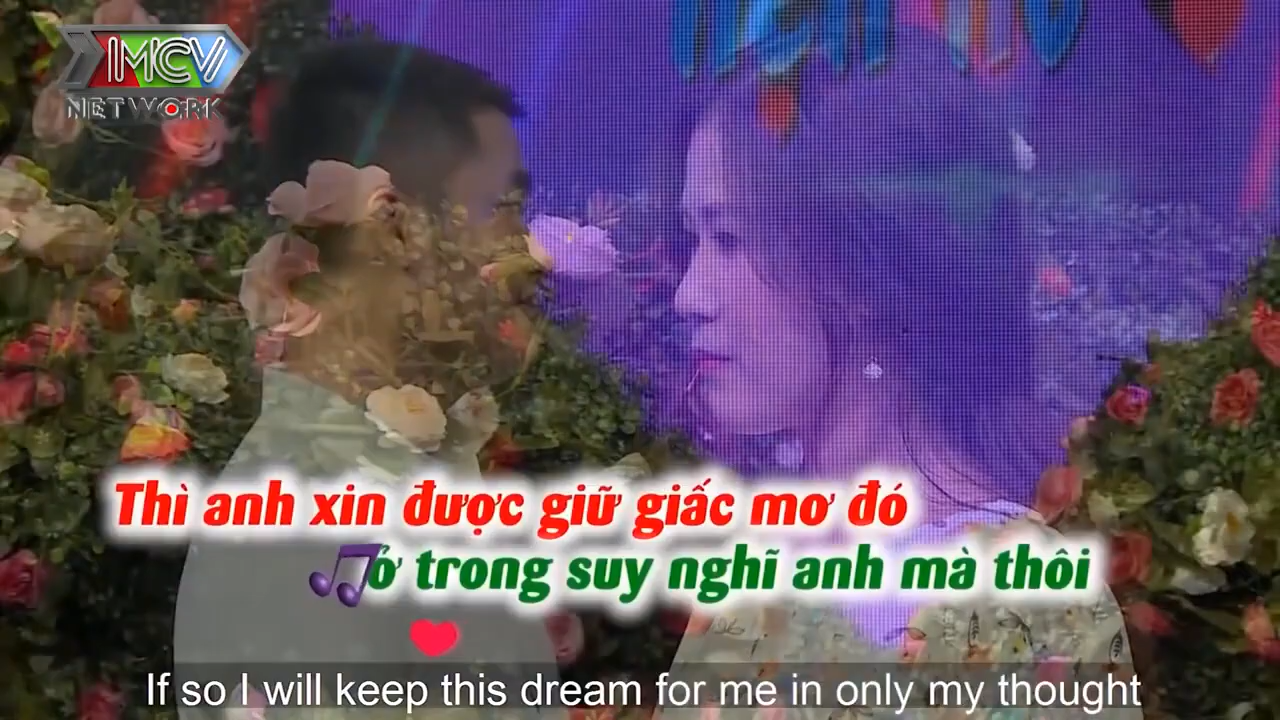 MCV
NETWORK
Thì anh xin được giữ giấc mơ đó
ở trong suy nghĩ anh mà thôi
If so I will keep this dream for me in only my thought